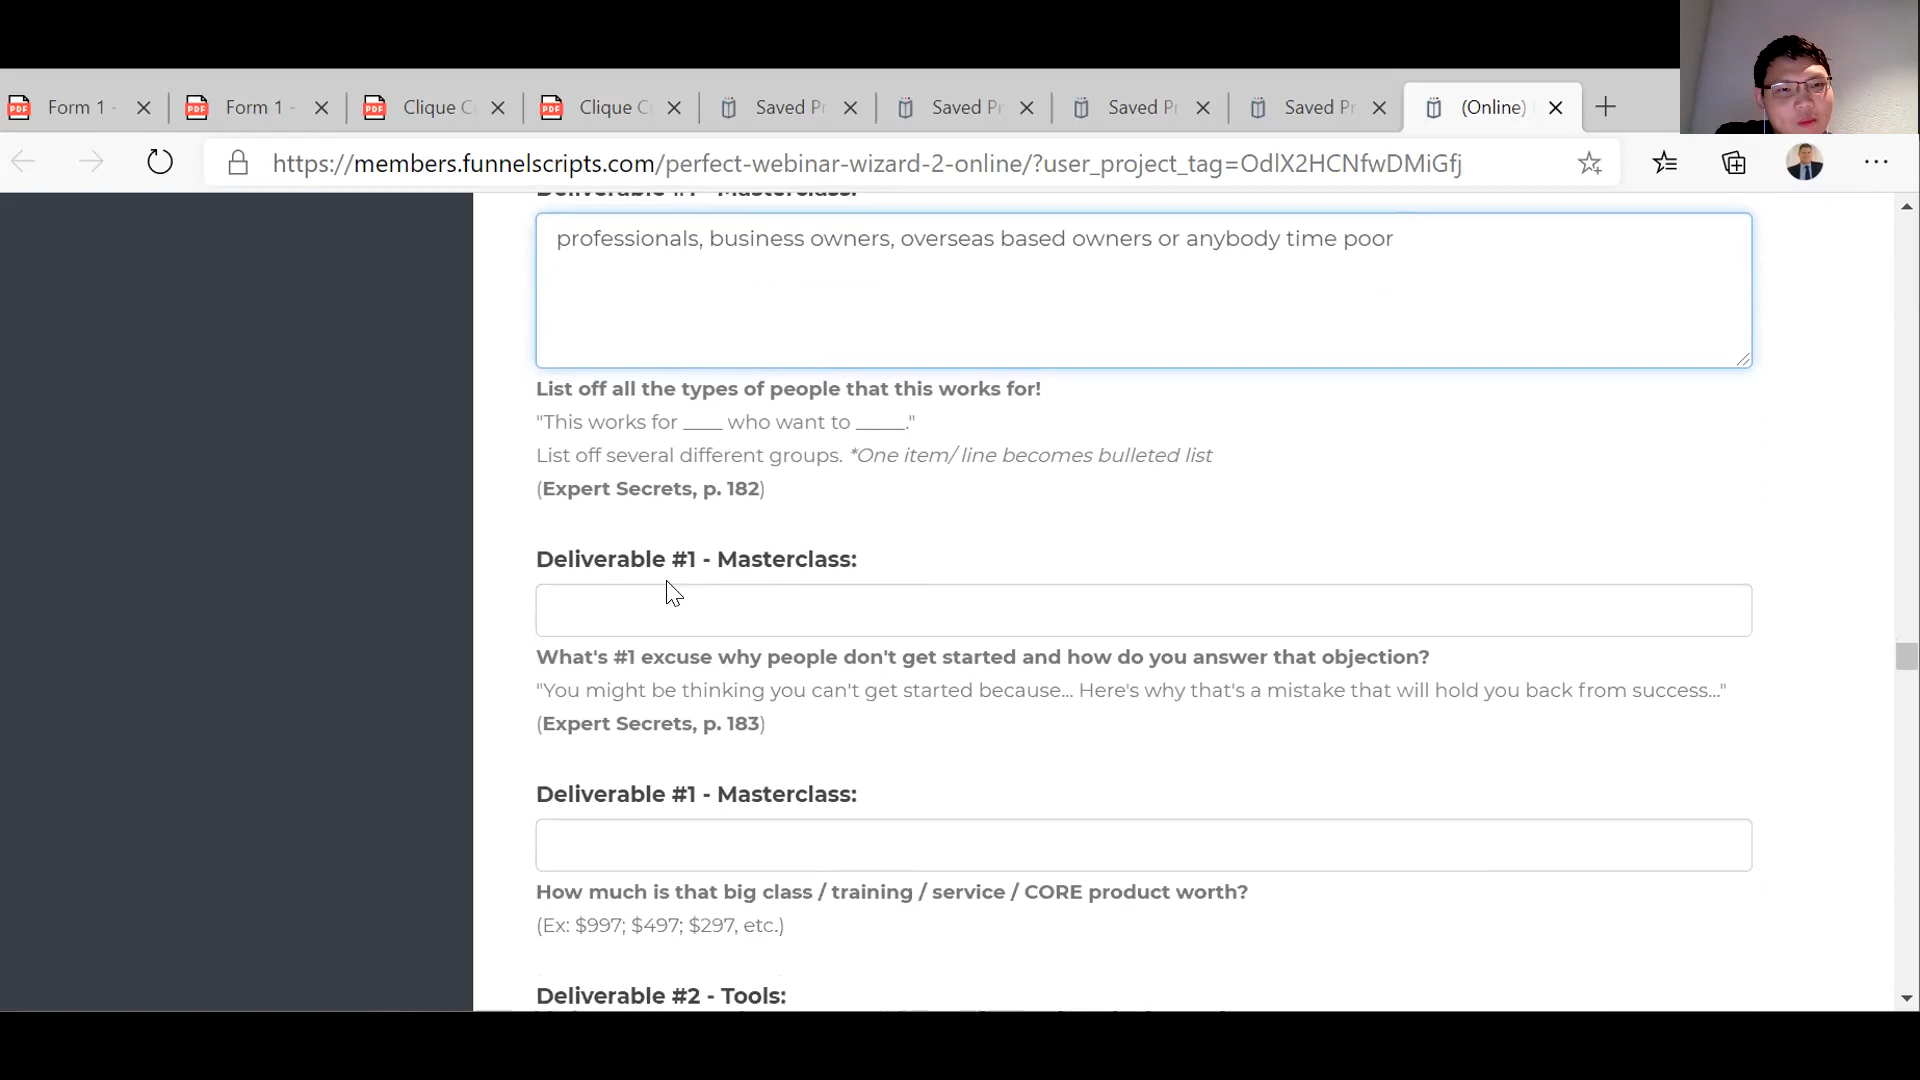 Form 1 -
Form 1 -
Clique C
Clique C
Saved Pr
Saved Pr
Saved Pr
Saved Pr
(Online)
https://members.funnelscripts.com/perfect-webinar-wizard-2-online/?user_project_tag=OdlX2HCNfwDMiGfj
Deliverable #1 - Masterclass:
professionals, business owners, overseas based owners or anybody time poor
List off all the types of people that this works for!
"This works for ____ who want to _____."
List off several different groups. *One item/ line becomes bulleted list
(Expert Secrets, p. 182)
Deliverable #1 - Masterclass:
What's #1 excuse why people don't get started and how do you answer that objection?
"You might be thinking you can't get started because... Here's why that's a mistake that will hold you back from success..."
(Expert Secrets, p. 183)
Deliverable #1 - Masterclass:
How much is that big class / training / service / CORE product worth?
(Ex: $997; $497; $297, etc.)
Deliverable #2 - Tools: